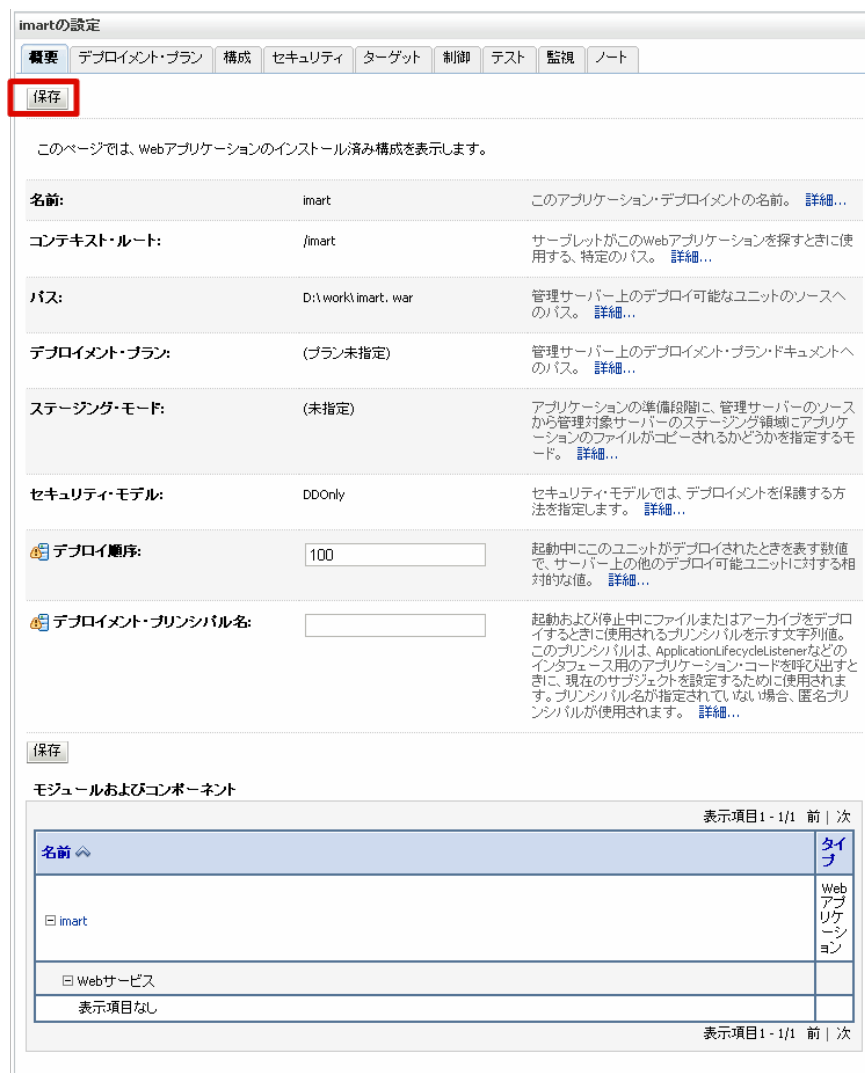 imartの設定
概要 デプロイメント・プラン 構成 セキュリティ ターゲット 制御 テスト 監視 ノート
保存
このページでは、Webアプリケーションのインストール済み構成を表示します。
名前: imart このアプリケーション・デプロイメントの名前。 詳細...
コンテキスト・ルート: /imart サーブレットがこのWebアプリケーションを探すときに使
用する、特定のパス。 詳細...
パス: D:\work\imart. war 管理サーバー上のデプロイ可能なユニットのソースへ
のパス。 詳細...
デプロイメント・プラン: (プラン未指定) 管理サーバー上のデプロイメント・プラン・ドキュメントへ
のパス。 詳細...
ステージング・モード: (未指定) アプリケーションの準備段階に、管理サーバーのソース
から管理対象サーバーのステージング領域にアプリケ
ーションのファイルがコピーされるかどうかを指定するモ
ード。 詳細...
セキュリティ・モデル: DDOnly セキュリティ・モデルでは、デプロイメントを保護する方
法を指定します。 詳細...
デプロイ順序: 100 起動中にこのユニットがデプロイされたときを表す数値
で、サーバー上の他のデプロイ可能ユニットに対する相
対的な値。 詳細...
デプロイメント・プリンシパル名: 起動および停止中にファイルまたはアーカイブをデプロ
イするときに使用されるプリンシパルを示す文字列値。
このプリンシパルは、ApplicationLifecycleListenerなどの
インタフェース用のアプリケーション・コードを呼び出すと
きに、現在のサブジェクトを設定するために使用されま
す。プリンシパル名が指定されていない場合、匿名プリ
ンシパルが使用されます。 詳細...
保存
モジュールおよびコンポーネント
表示項目1 - 1/1 前 | 次
名前 タイ
プ
imart Web
アプ
リケ
ーシ
ョン
Webサービス
表示項目なし
表示項目1 - 1/1 前 | 次